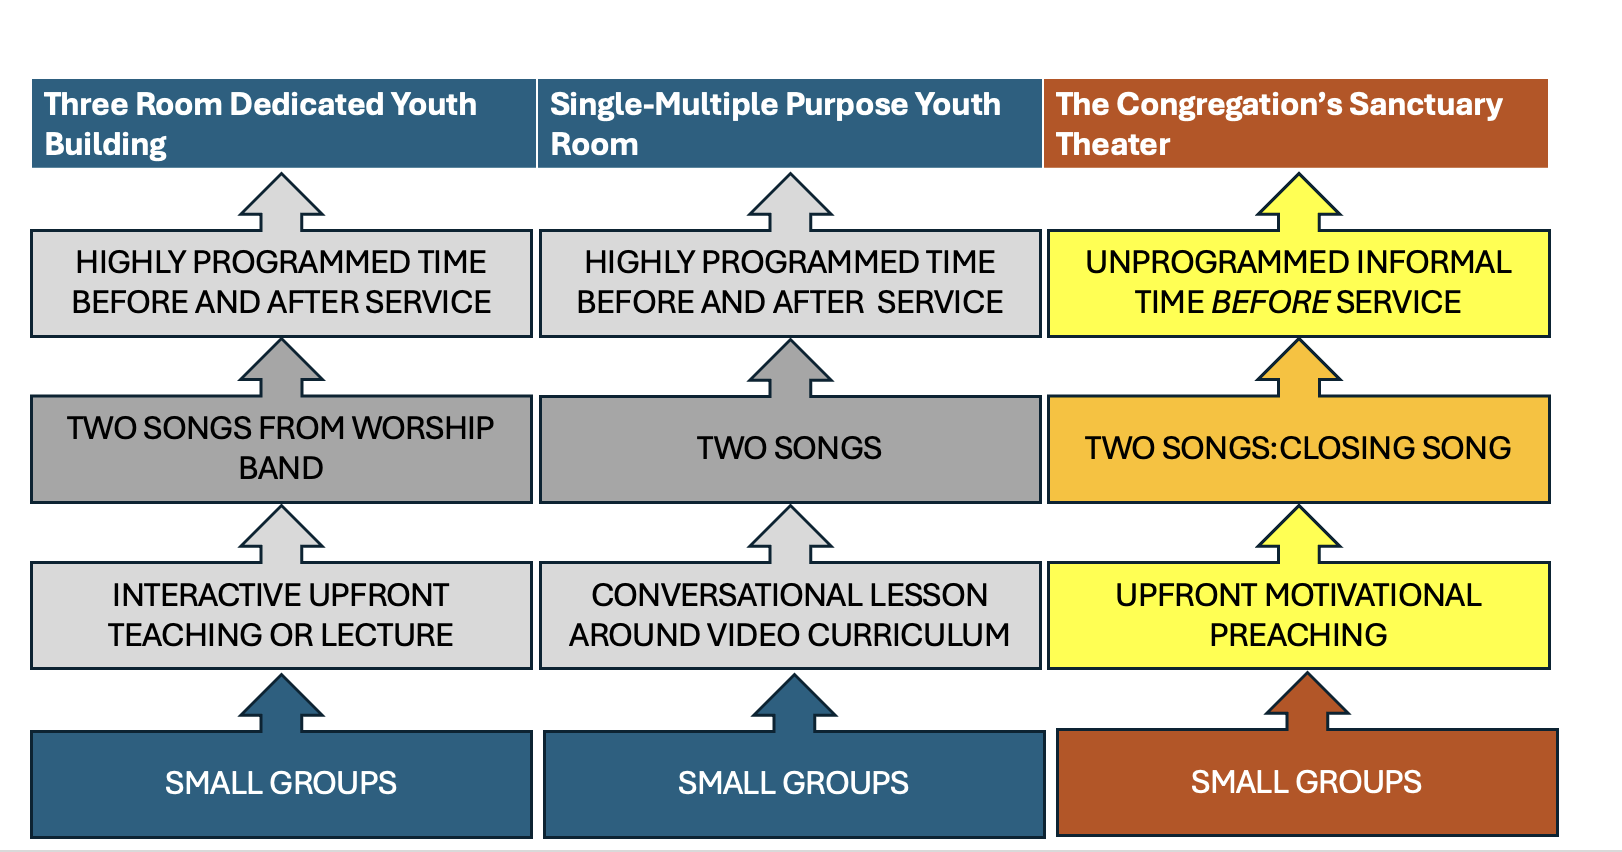 Three Room Dedicated Youth
Building
Single-Multiple Purpose Youth
Room
The Congregation’s Sanctuary
Theater
HIGHLY PROGRAMMED TIME
BEFORE AND AFTER SERVICE
HIGHLY PROGRAMMED TIME
BEFORE AND AFTER  SERVICE
UNPROGRAMMED INFORMAL
TIME BEFORE SERVICE
TWO SONGS FROM WORSHIP
BAND
TWO SONGS
TWO SONGS:CLOSING SONG
INTERACTIVE UPFRONT
TEACHING OR LECTURE
CONVERSATIONAL LESSON
AROUND VIDEO CURRICULUM
UPFRONT MOTIVATIONAL
PREACHING
SMALL GROUPS
SMALL GROUPS
SMALL GROUPS